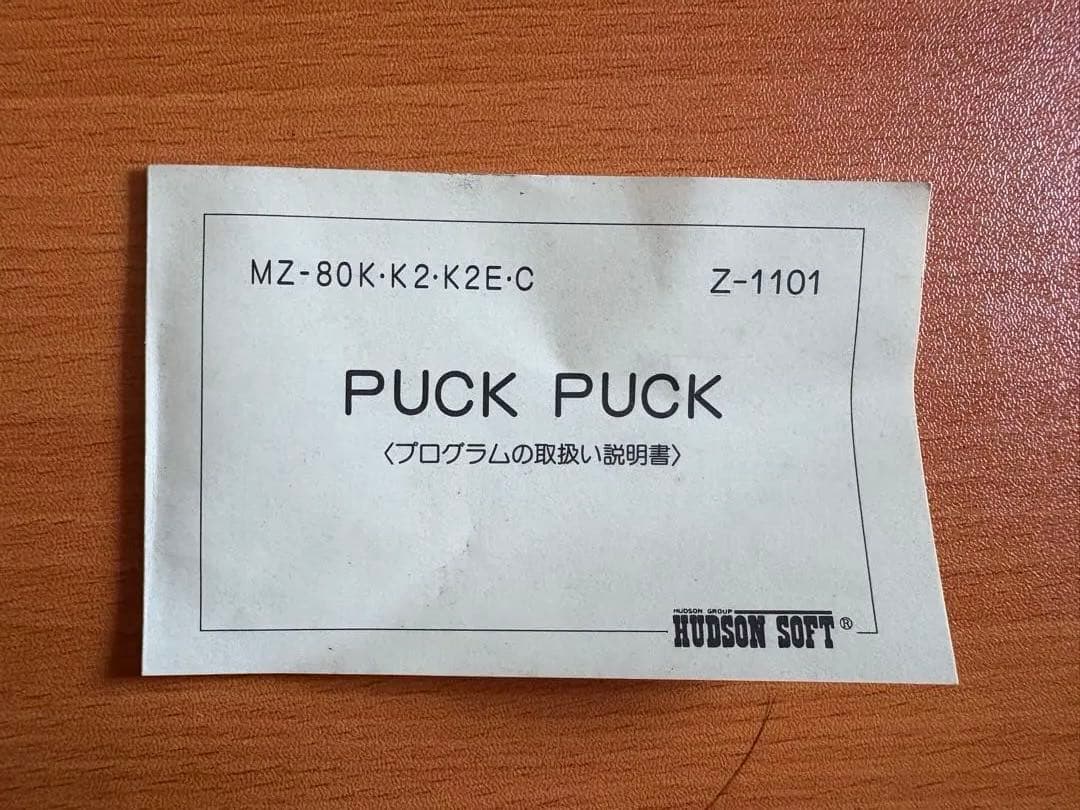 MZ-80K·K2·K2E·C Z-1101
PUCK PUCK
〈プログラムの取扱い説明書〉
HUDSON GROUP
HUDSON SOFT®